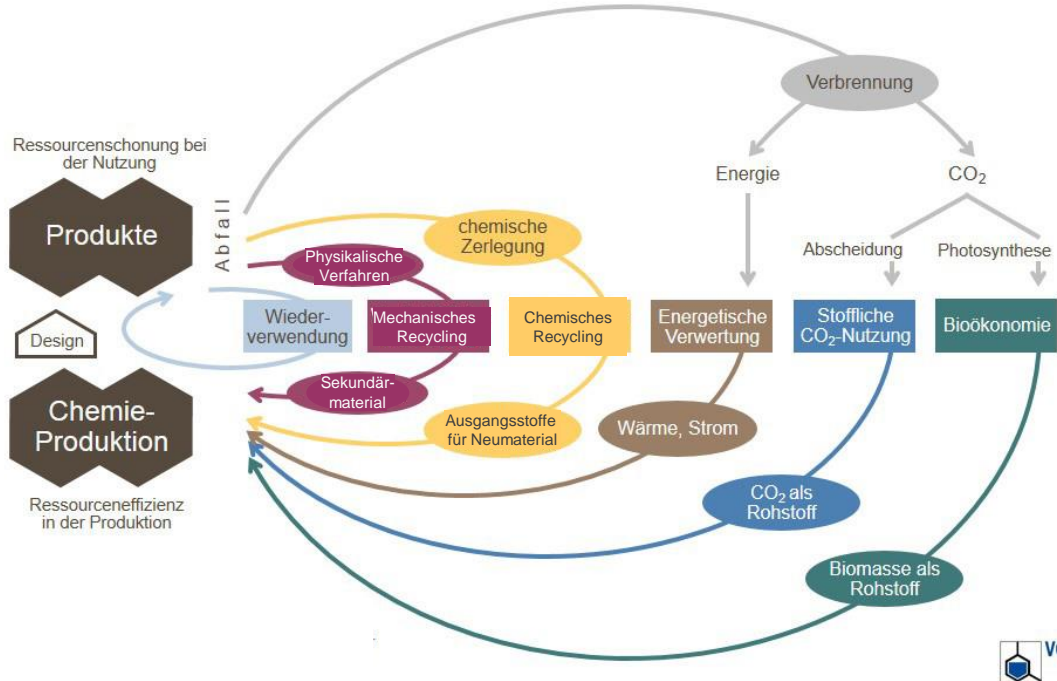 Verbrennung
Ressourcenschonung bei
der Nutzung
Produkte
Abfall
Energie
CO₂
chemische
Zerlegung
Abscheidung
Photosynthese
Physikalische
Verfahren
Wieder-
verwendung
Mechanisches
Recycling
Chemisches
Recycling
Energetische
Verwertung
Stoffliche
CO₂-Nutzung
Bioökonomie
Design
Sekundär-
material
Chemie-
Produktion
Ausgangsstoffe
für Neumaterial
Wärme, Strom
Ressourceneffizienz
in der Produktion
CO₂ als
Rohstoff
Biomasse als
Rohstoff